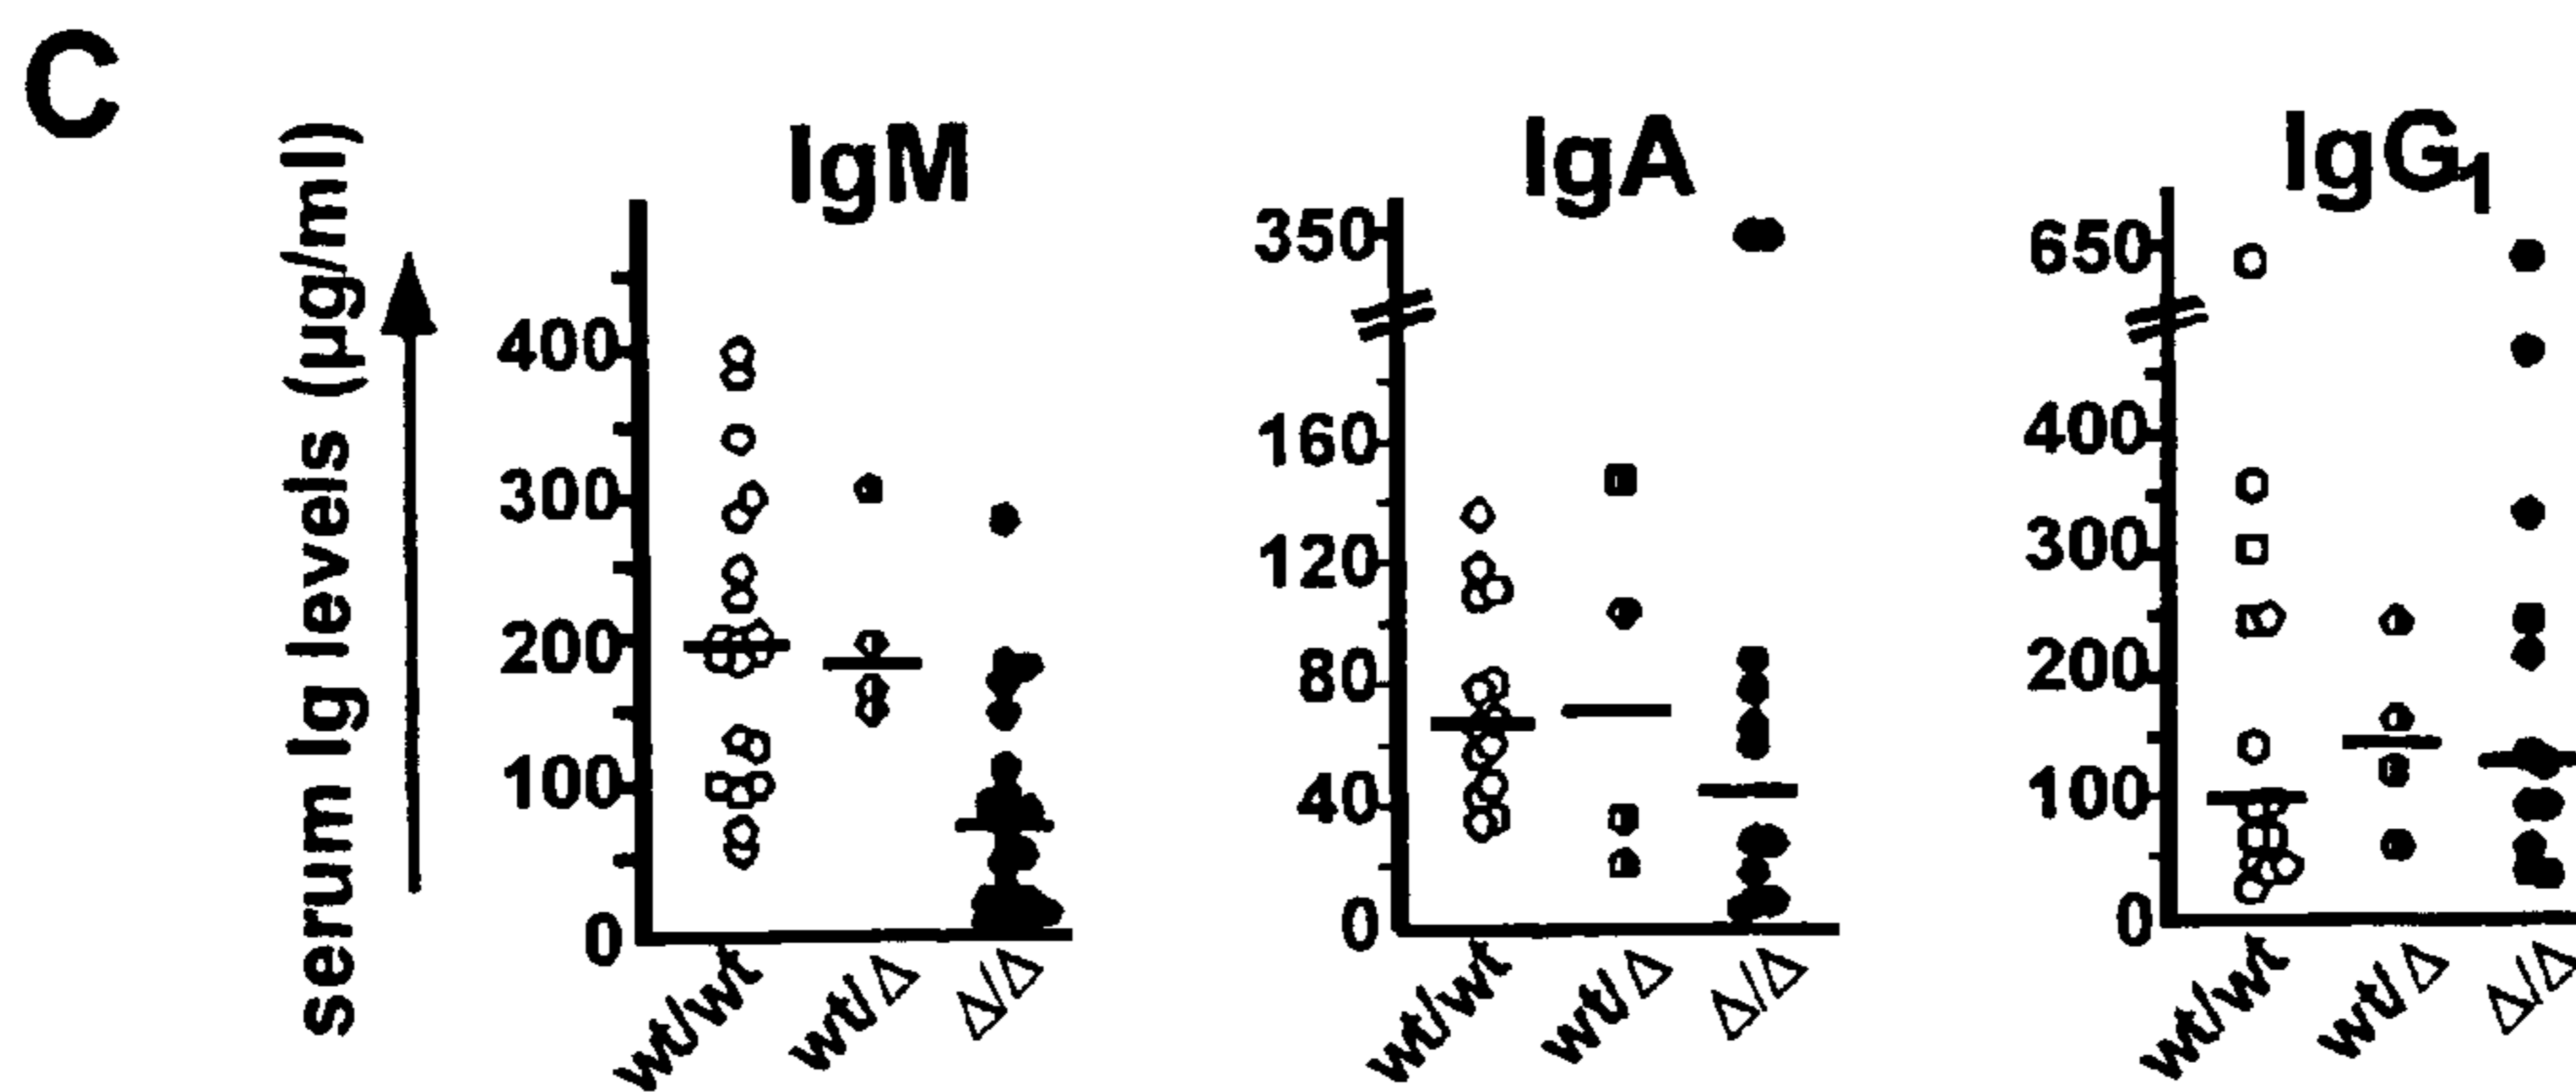 C
serum Ig levels (µg/ml)
IgM
400
300
200
100
0
wt/wt
wt/Δ
Δ/Δ
IgA
350
160
120
80
40
0
wt/wt
wt/Δ
Δ/Δ
IgG1
650
400
300
200
100
0
wt/wt
wt/Δ
Δ/Δ